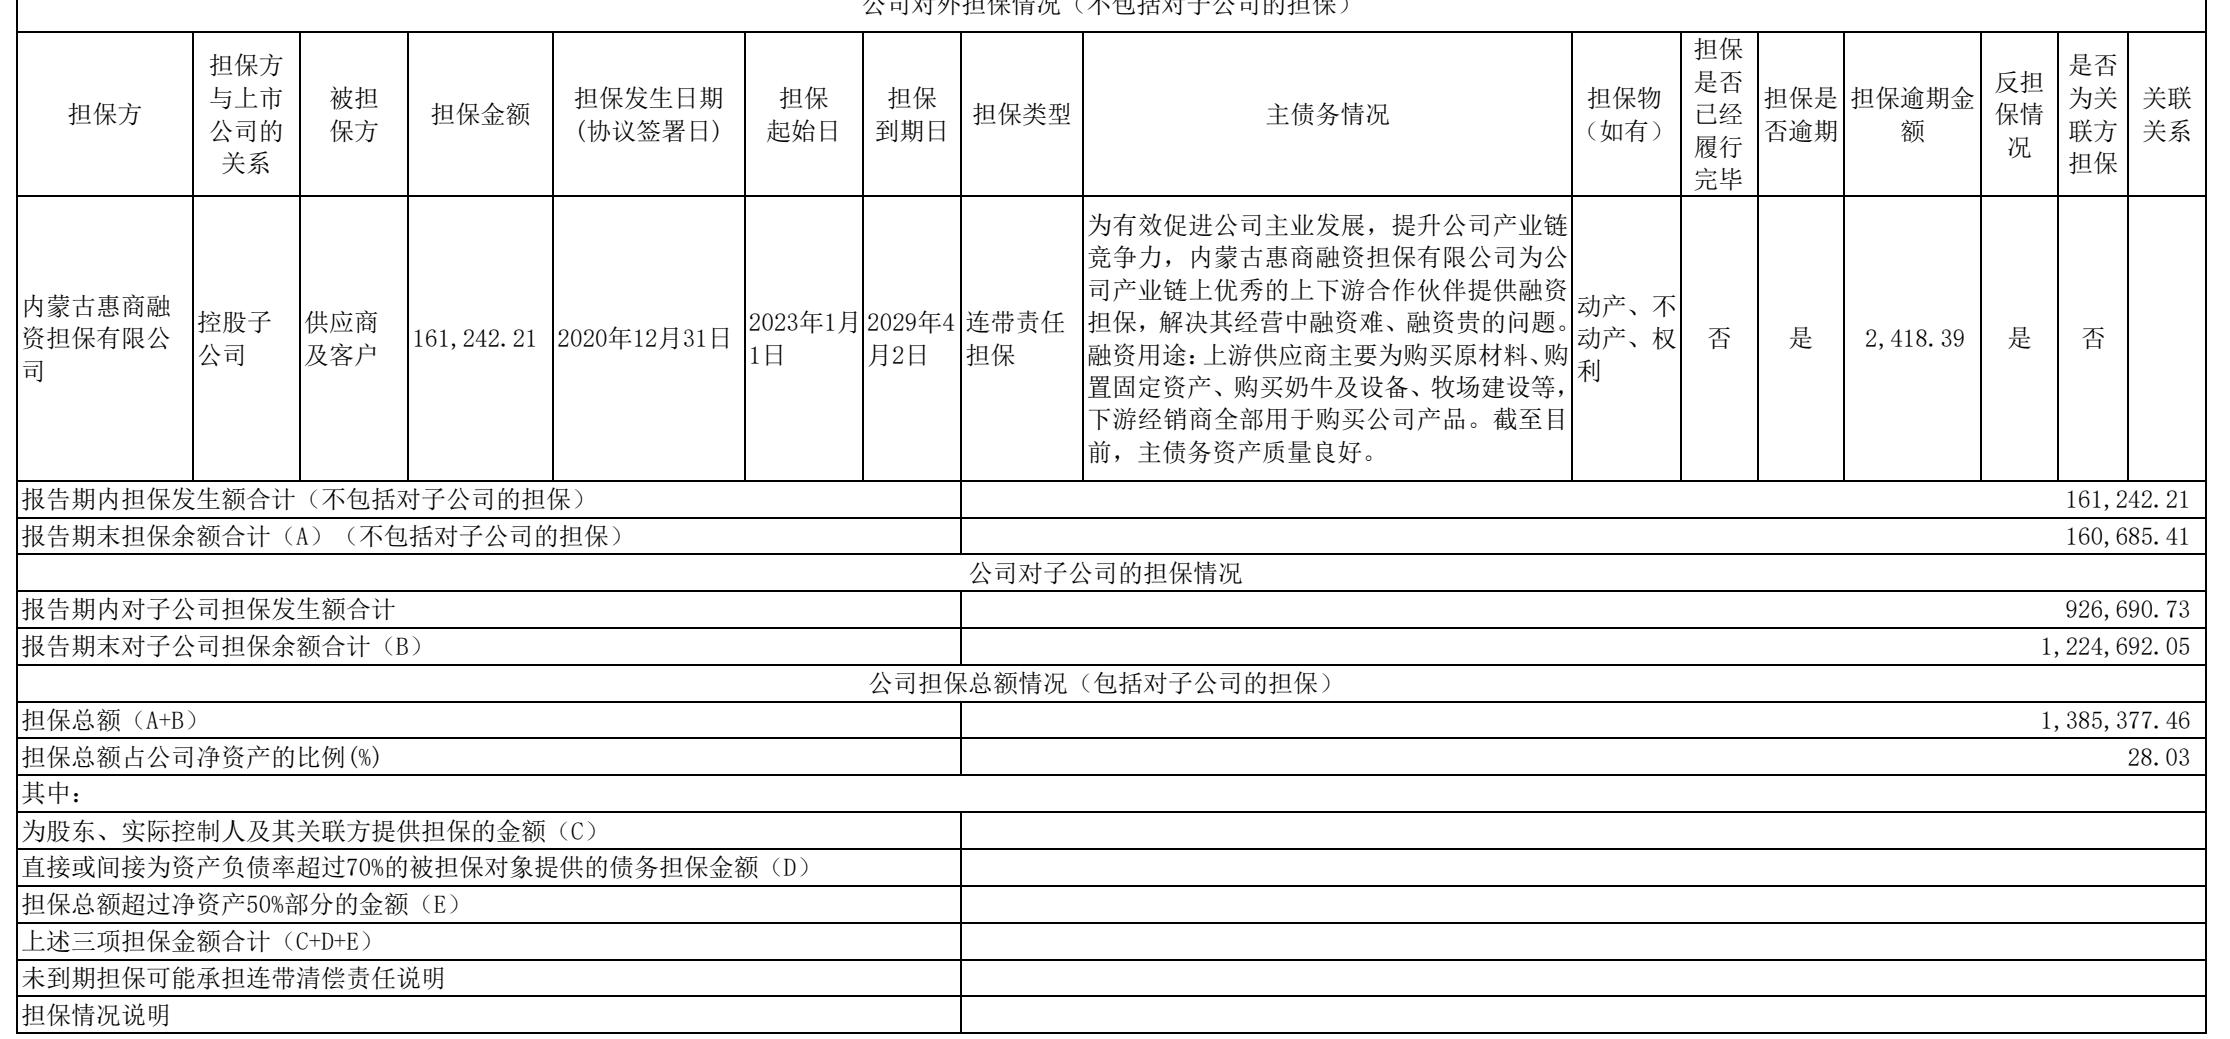 公司对外担保情况（不包括对子公司的担保）
担保方
担保方
与上市
公司的
关系
被担
保方
担保金额
担保发生日期
(协议签署日)
担保
起始日
担保
到期日
担保类型
主债务情况
担保物
（如有）
担保
是否
已经
履行
完毕
担保是
否逾期
担保逾期金
额
反担
保情
况
是否
为关
联方
担保
关联
关系
内蒙古惠商融
资担保有限公
司
控股子
公司
供应商
及客户
161,242.21
2020年12月31日
2023年1月
1日
2029年4
月2日
连带责任
担保
为有效促进公司主业发展，提升公司产业链
竞争力，内蒙古惠商融资担保有限公司为公
司产业链上优秀的上下游合作伙伴提供融资
担保，解决其经营中融资难、融资贵的问题。
融资用途：上游供应商主要为购买原材料、购
置固定资产、购买奶牛及设备、牧场建设等，
下游经销商全部用于购买公司产品。截至目
前，主债务资产质量良好。
动产、不
动产、权
利
否
是
2,418.39
是
否
报告期内担保发生额合计（不包括对子公司的担保）
161,242.21
报告期末担保余额合计（A）（不包括对子公司的担保）
160,685.41
公司对子公司的担保情况
报告期内对子公司担保发生额合计
926,690.73
报告期末对子公司担保余额合计（B）
1,224,692.05
公司担保总额情况（包括对子公司的担保）
担保总额（A+B）
1,385,377.46
担保总额占公司净资产的比例(%)
28.03
其中：
为股东、实际控制人及其关联方提供担保的金额（C）
直接或间接为资产负债率超过70%的被担保对象提供的债务担保金额（D）
担保总额超过净资产50%部分的金额（E）
上述三项担保金额合计（C+D+E）
未到期担保可能承担连带清偿责任说明
担保情况说明